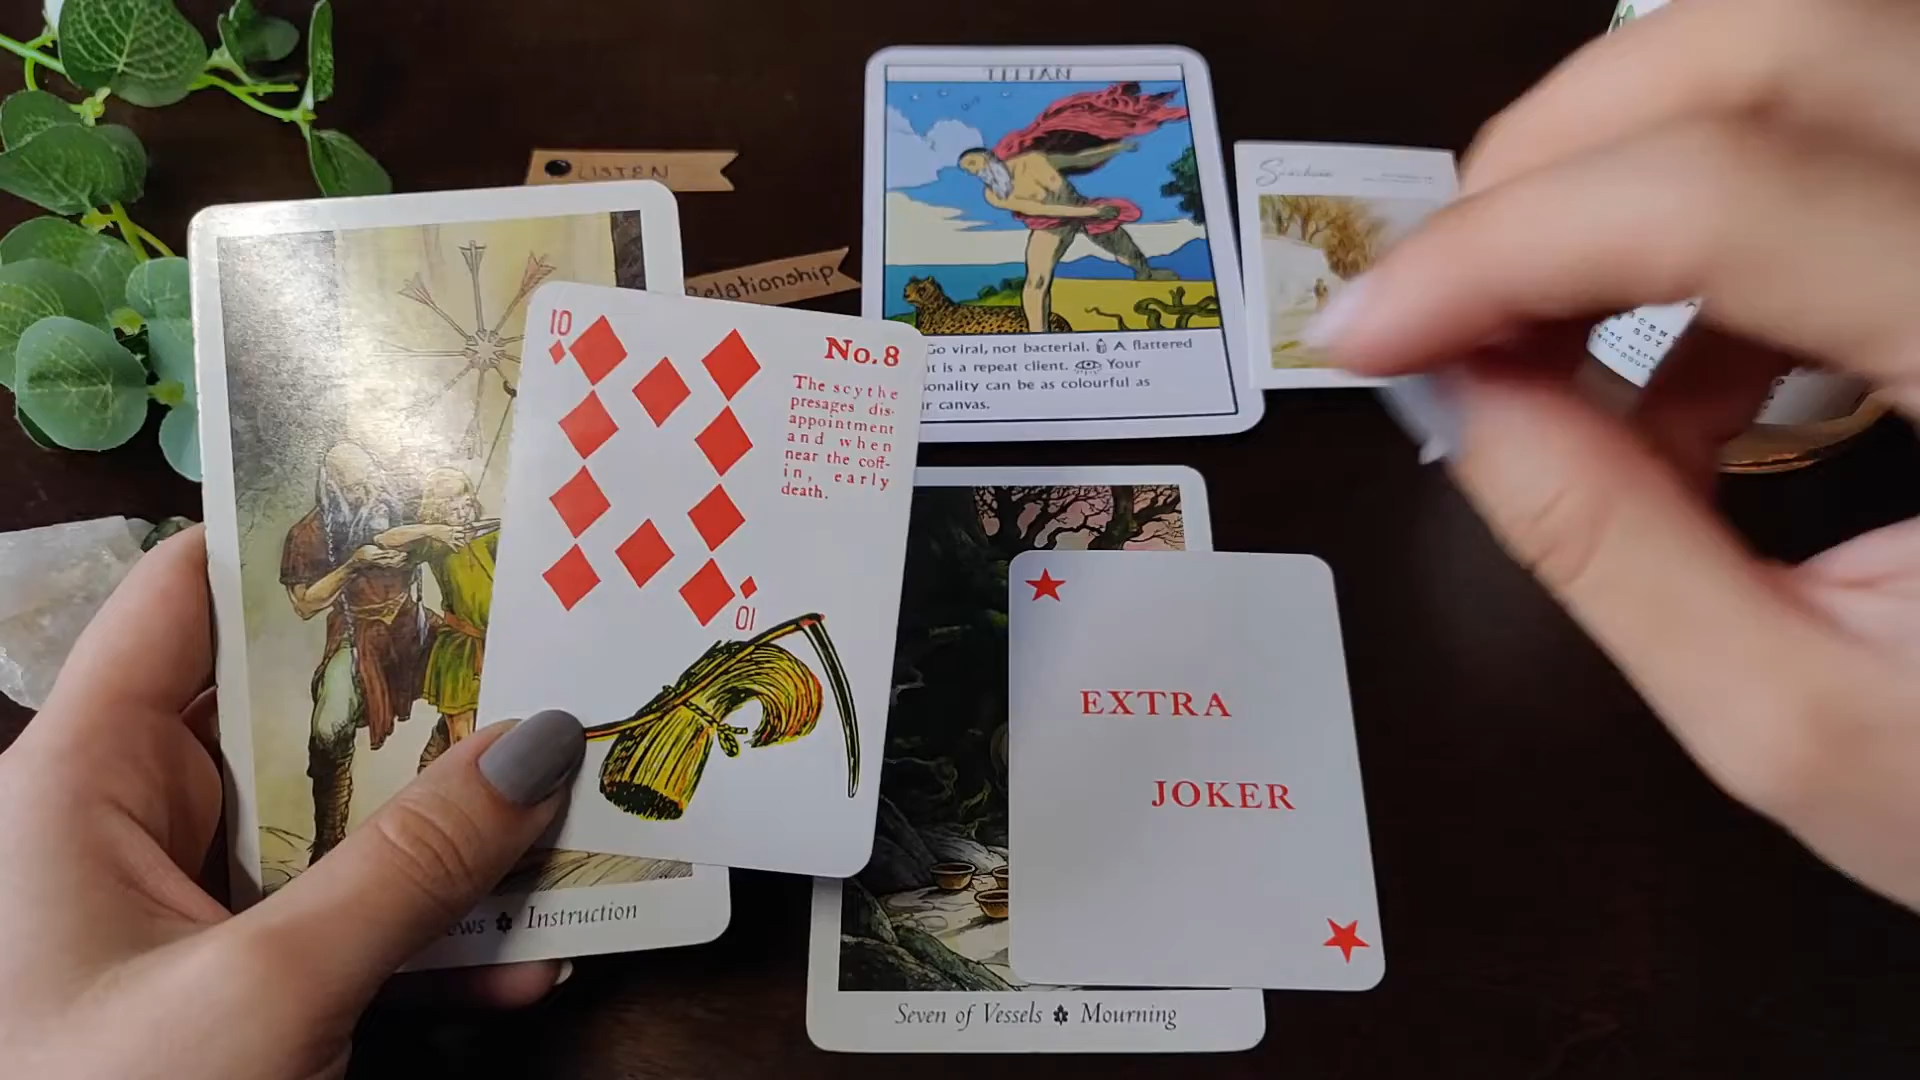 TITIAN
LISTEN
Relationship
Go viral, not bacterial. A flattered
is a repeat client. Your
can be as colourful as
canvas.
10
No.8
The scythe
presages dis-
appointment
and when
near the coff-
in, early
death.
10
EXTRA
JOKER
Instruction
Seven of Vessels Mourning